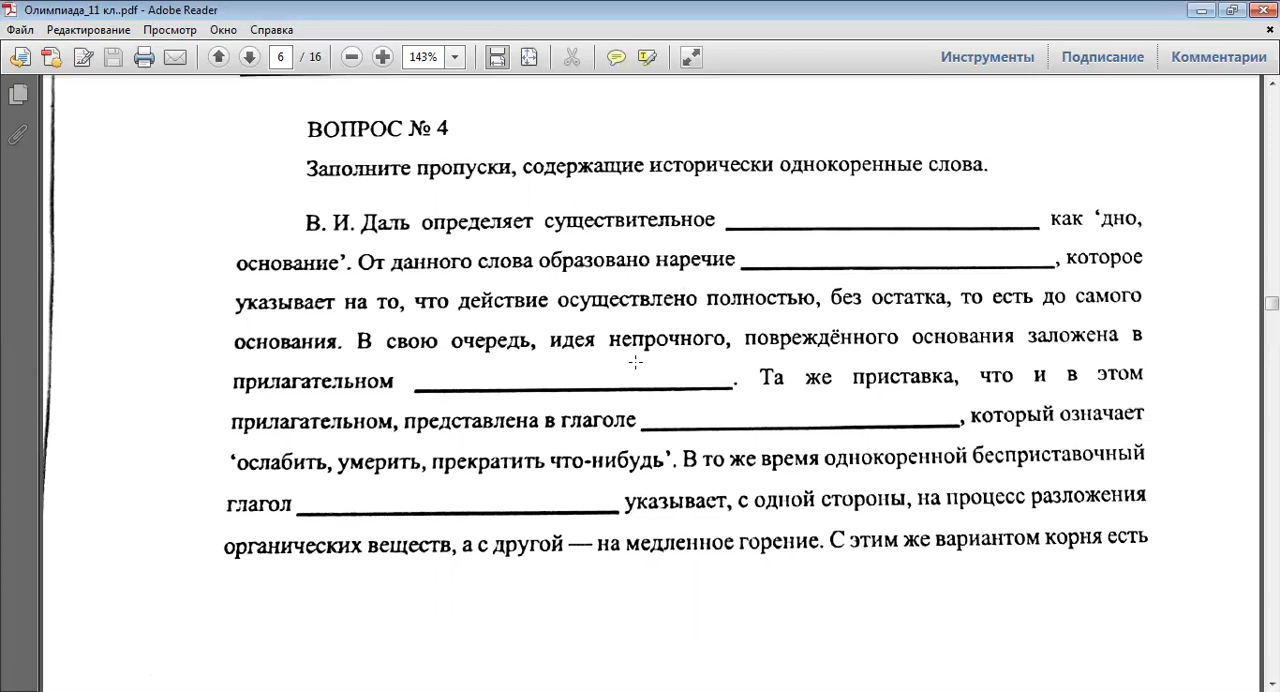 Олимпиада_11 кл..pdf - Adobe Reader
Файл Редактирование Просмотр Окно Справка
6 / 16 143% Инструменты Подписание Комментарии
ВОПРОС № 4
Заполните пропуски, содержащие исторически однокоренные слова.
В. И. Даль определяет существительное ____________ как ‘дно,
основание’. От данного слова образовано наречие ____________, которое
указывает на то, что действие осуществлено полностью, без остатка, то есть до самого
основания. В свою очередь, идея непрочного, повреждённого основания заложена в
прилагательном ____________. Та же приставка, что и в этом
прилагательном, представлена в глаголе ____________, который означает
‘ослабить, умерить, прекратить что-нибудь’. В то же время однокоренной бесприставочный
глагол ____________ указывает, с одной стороны, на процесс разложения
органических веществ, а с другой — на медленное горение. С этим же вариантом корня есть